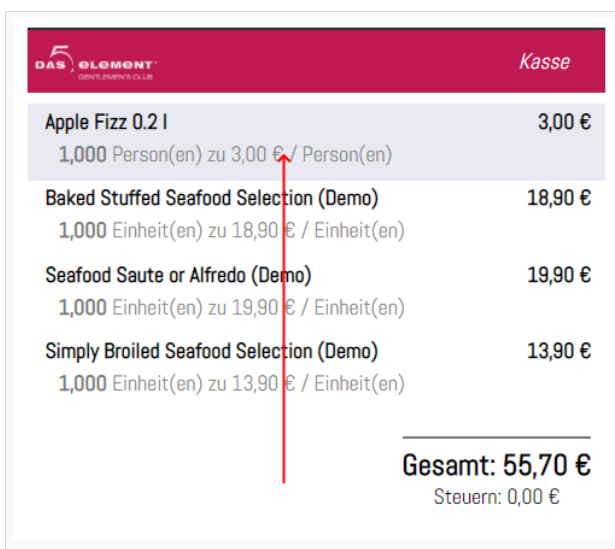 DAS 5 ELEMENT
GENTLEMEN'S CLUB
Kasse
Apple Fizz 0.2 l 3,00 €
1,000 Person(en) zu 3,00 € / Person(en)
Baked Stuffed Seafood Selection (Demo) 18,90 €
1,000 Einheit(en) zu 18,90 € / Einheit(en)
Seafood Saute or Alfredo (Demo) 19,90 €
1,000 Einheit(en) zu 19,90 € / Einheit(en)
Simply Broiled Seafood Selection (Demo) 13,90 €
1,000 Einheit(en) zu 13,90 € / Einheit(en)
Gesamt: 55,70 €
Steuern: 0,00 €